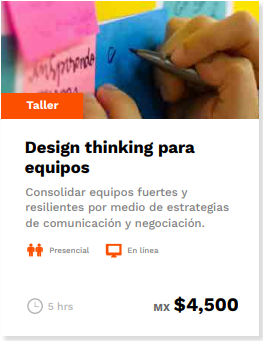 Inspirando
Taller
Design thinking para
equipos
Consolidar equipos fuertes y
resilientes por medio de estrategias
de comunicación y negociación.
Presencial
En línea
5 hrs
MX $4,500